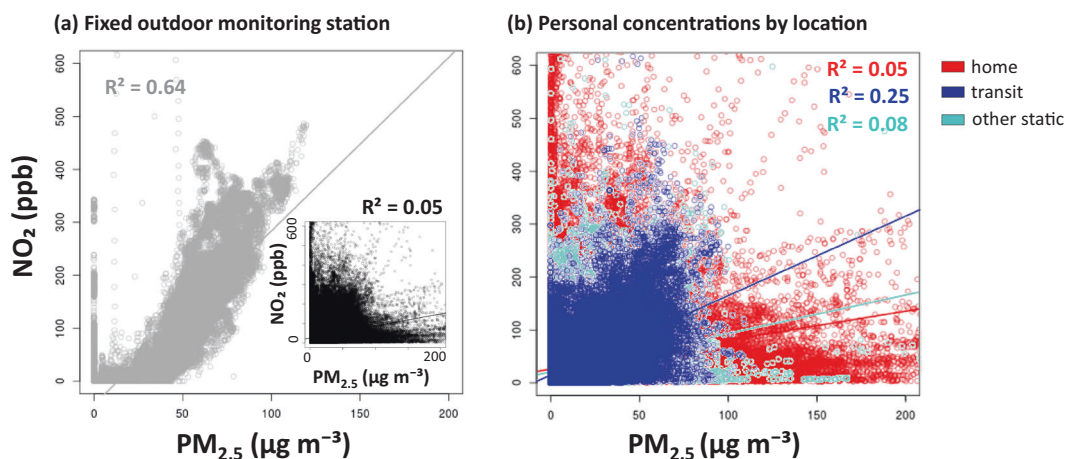 (a) Fixed outdoor monitoring station
R² = 0.64
NO₂ (ppb)
600
500
400
300
200
100
0
0
50
100
150
200
PM₂.₅ (µg m⁻³)
R² = 0.05
NO₂ (ppb)
600
0
0
200
PM₂.₅ (µg m⁻³)
(b) Personal concentrations by location
R² = 0.05
R² = 0.25
R² = 0.08
600
500
400
300
200
100
0
0
50
100
150
200
PM₂.₅ (µg m⁻³)
home
transit
other static